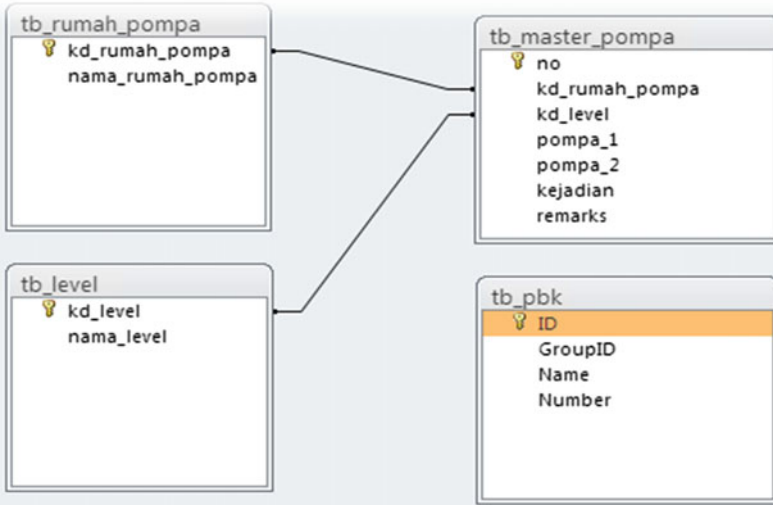 tb_rumah_pompa
kd_rumah_pompa
nama_rumah_pompa
tb_master_pompa
no
kd_rumah_pompa
kd_level
pompa_1
pompa_2
kejadian
remarks
tb_level
kd_level
nama_level
tb_pbk
ID
GroupID
Name
Number